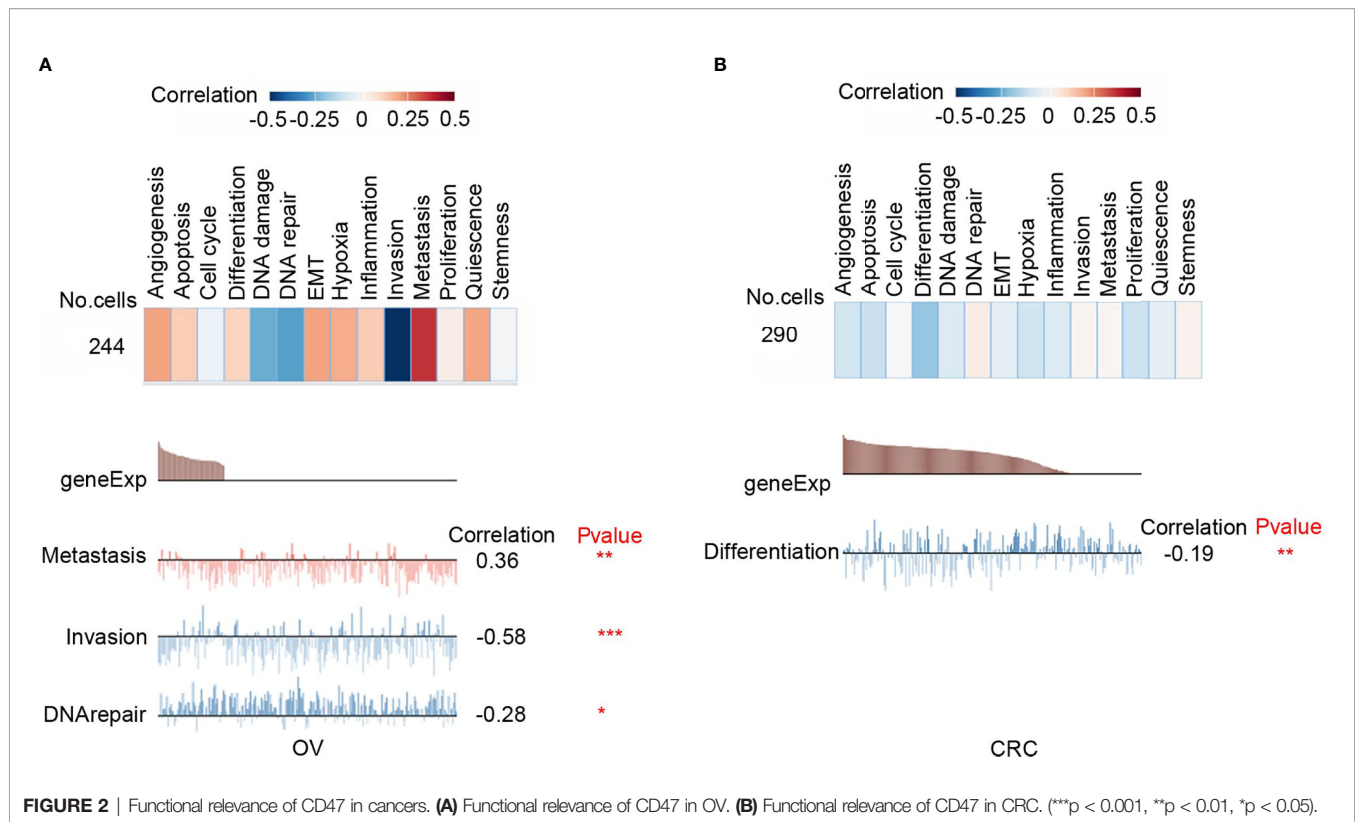 A
Correlation
-0.5 -0.25 0 0.25 0.5
Angiogenesis
Apoptosis
Cell cycle
Differentiation
DNA damage
DNA repair
EMT
Hypoxia
Inflammation
Invasion
Metastasis
Proliferation
Quiescence
Stemness
No.cells
244
geneExp
Correlation Pvalue
Metastasis 0.36 **
Invasion -0.58 ***
DNArepair -0.28 *
OV
B
Correlation
-0.5 -0.25 0 0.25 0.5
Angiogenesis
Apoptosis
Cell cycle
Differentiation
DNA damage
DNA repair
EMT
Hypoxia
Inflammation
Invasion
Metastasis
Proliferation
Quiescence
Stemness
No.cells
290
geneExp
Correlation Pvalue
Differentiation -0.19 **
CRC
FIGURE 2 | Functional relevance of CD47 in cancers. (A) Functional relevance of CD47 in OV. (B) Functional relevance of CD47 in CRC. (***p < 0.001, **p < 0.01, *p < 0.05).